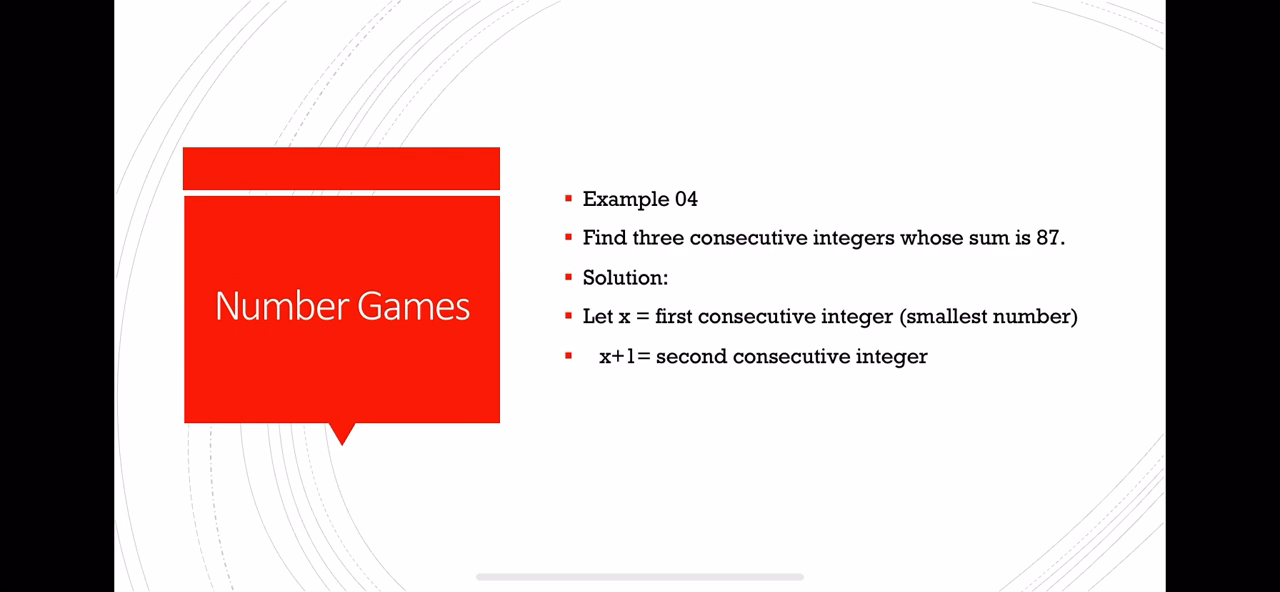 Number Games
Example 04
Find three consecutive integers whose sum is 87.
Solution:
Let x = first consecutive integer (smallest number)
x+1= second consecutive integer